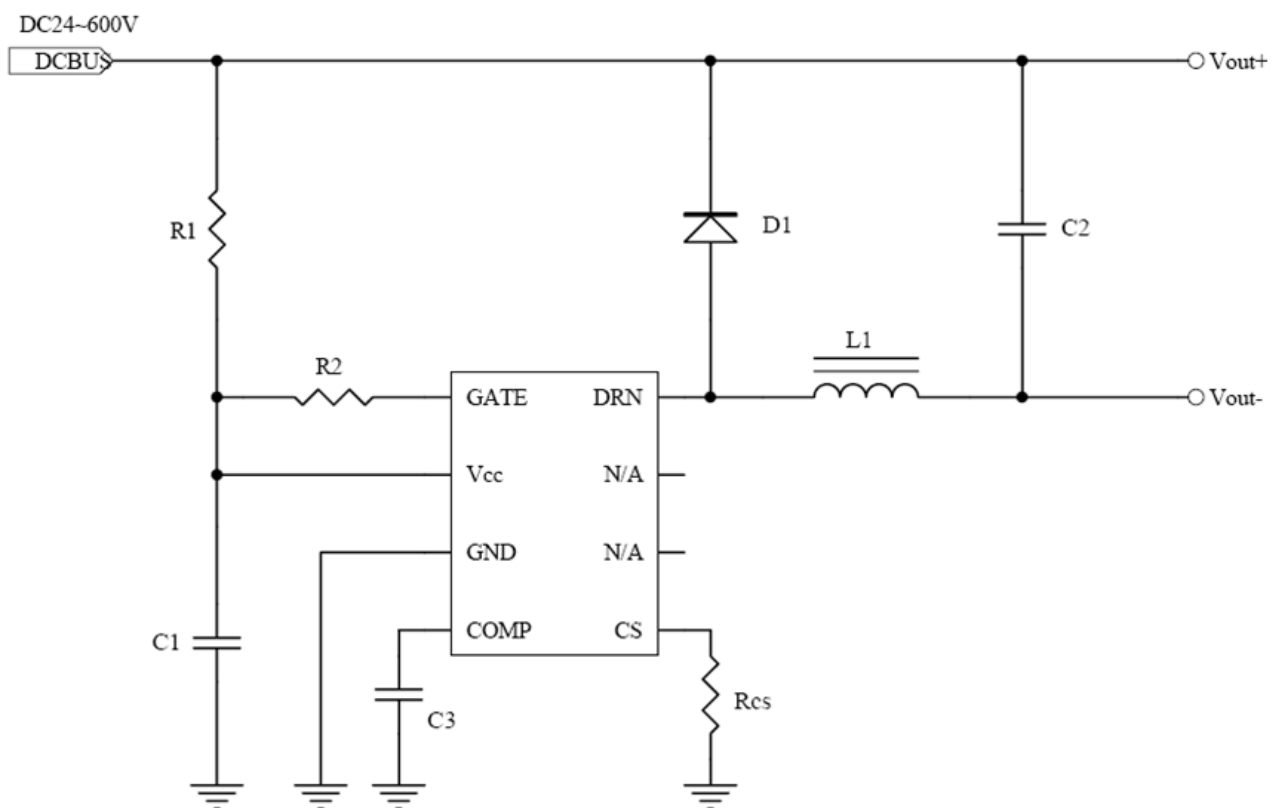 DC24~600V
DCBUS
Vout+
R1
D1
C2
R2
L1
GATE
DRN
Vout-
Vcc
N/A
GND
N/A
C1
COMP
CS
C3
Rcs